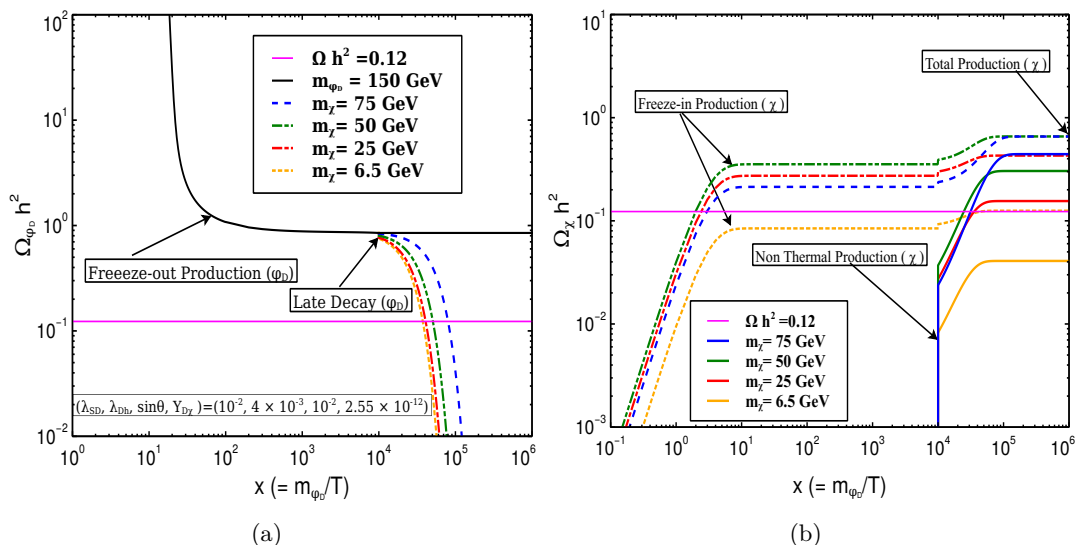 10²
10¹
10⁰
10⁻¹
10⁻²
Ω_φ_D h²
Ω h² =0.12
m_φ_D = 150 GeV
m_χ= 75 GeV
m_χ= 50 GeV
m_χ= 25 GeV
m_χ= 6.5 GeV
Freeeze-out Production (φ_D)
Late Decay (φ_D)
(λ_SD, λ_Dh, sinθ, Y_Dχ )=(10⁻², 4 × 10⁻³, 10⁻², 2.55 × 10⁻¹²)
10⁰ 10¹ 10² 10³ 10⁴ 10⁵ 10⁶
x (= m_φ_D/T)
(a)
10¹
10⁰
10⁻¹
10⁻²
10⁻³
Ω_χ h²
Total Production ( χ )
Freeze-in Production ( χ )
Non Thermal Production ( χ )
Ω h² =0.12
m_χ= 75 GeV
m_χ= 50 GeV
m_χ= 25 GeV
m_χ= 6.5 GeV
10⁻¹ 10⁰ 10¹ 10² 10³ 10⁴ 10⁵ 10⁶
x (= m_φ_D/T)
(b)